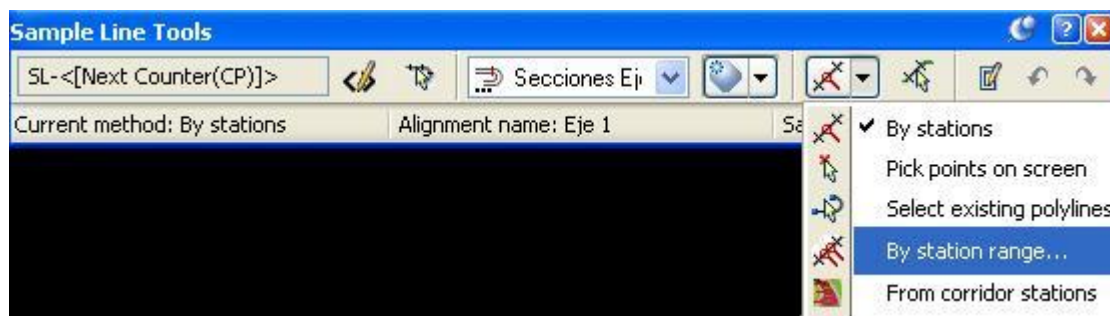 Sample Line Tools
SL-<[Next Counter(CP)]>
Secciones Ej
Current method: By stations
Alignment name: Eje 1
Sa
By stations
Pick points on screen
Select existing polylines
By station range...
From corridor stations